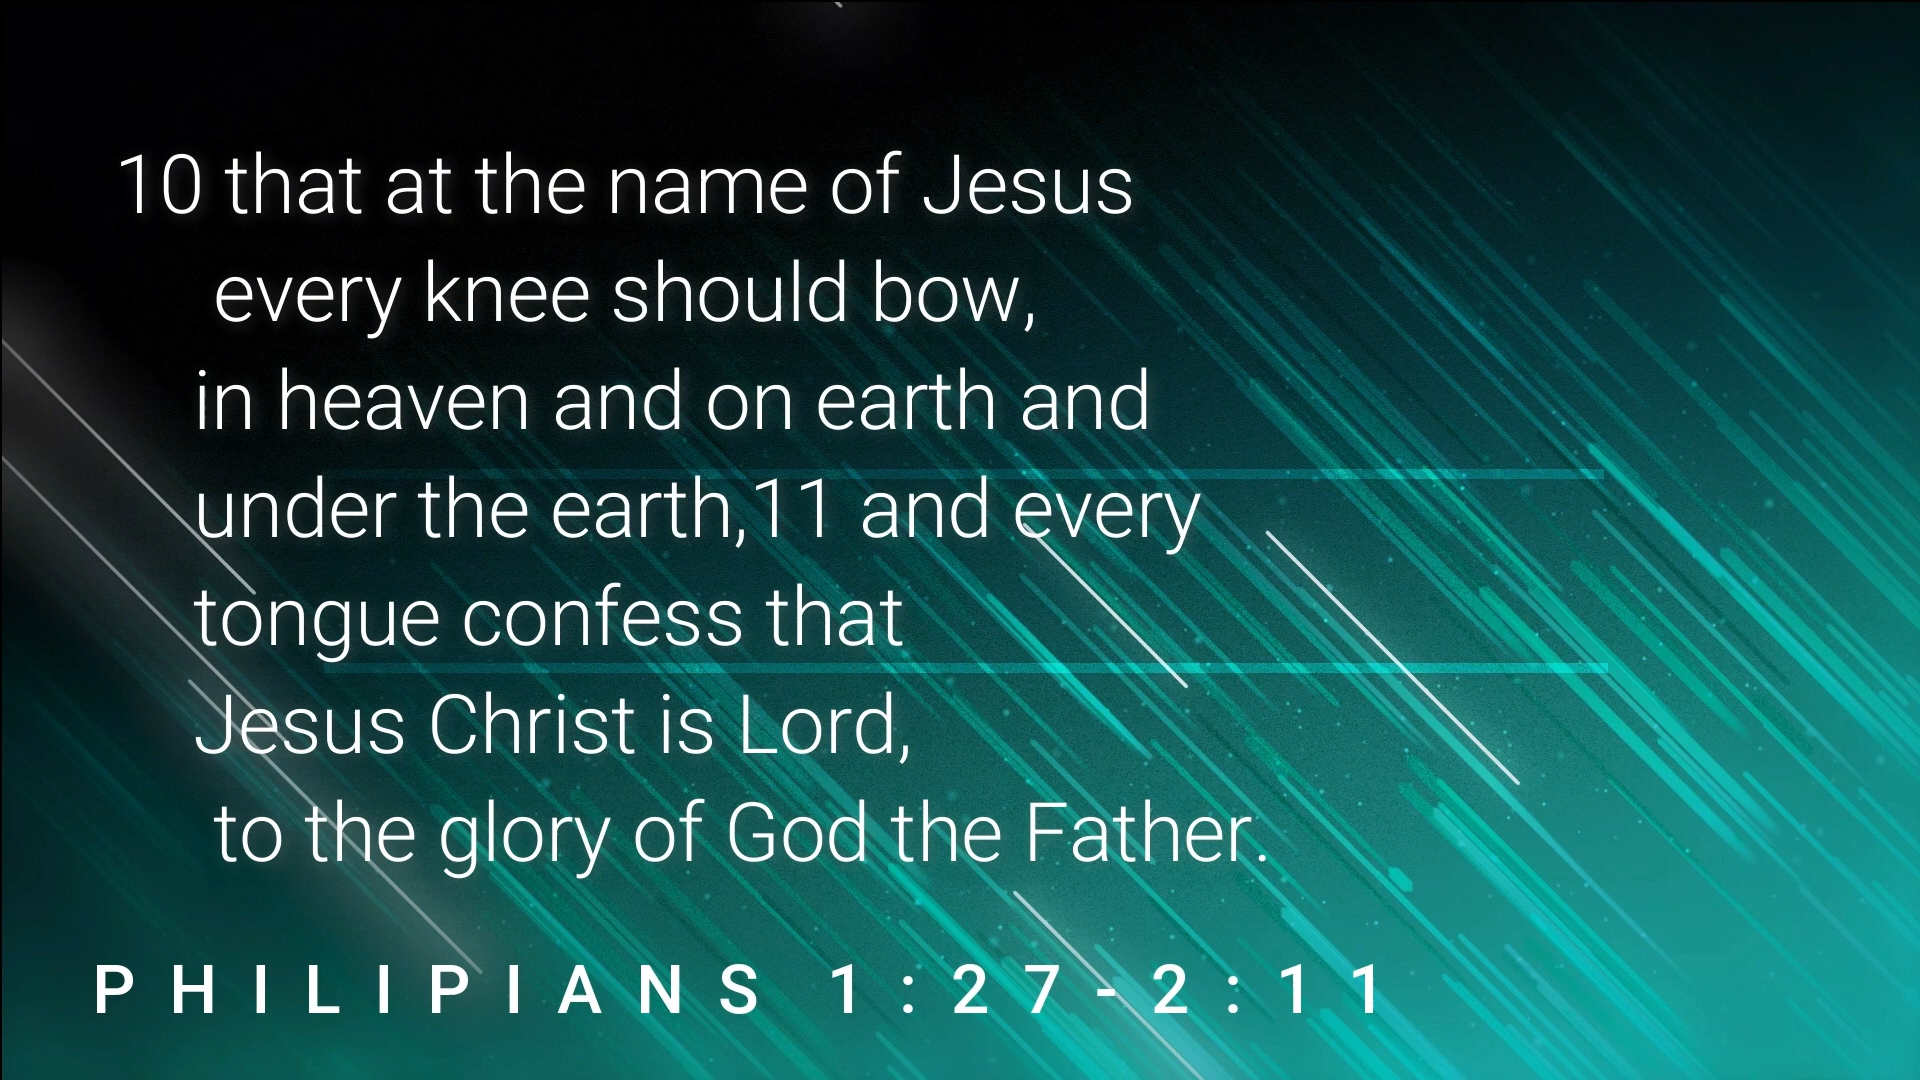 10 that at the name of Jesus
every knee should bow,
in heaven and on earth and
under the earth,11 and every
tongue confess that
Jesus Christ is Lord,
to the glory of God the Father.
PHILIPIANS 1:27-2:11